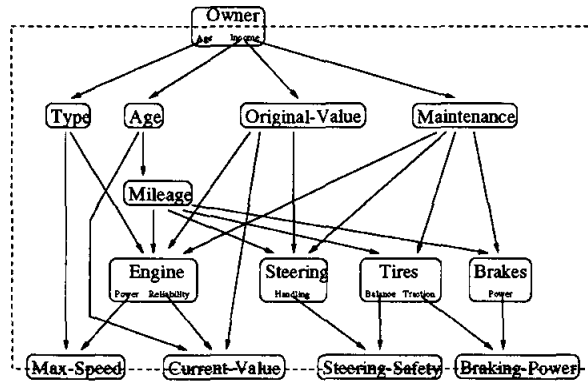 Owner
Age Income
Type Age Original-Value Maintenance
Mileage
Engine Steering Tires Brakes
Power Reliability Handling Balance Traction Power
Max-Speed Current-Value Steering-Safety Braking-Power